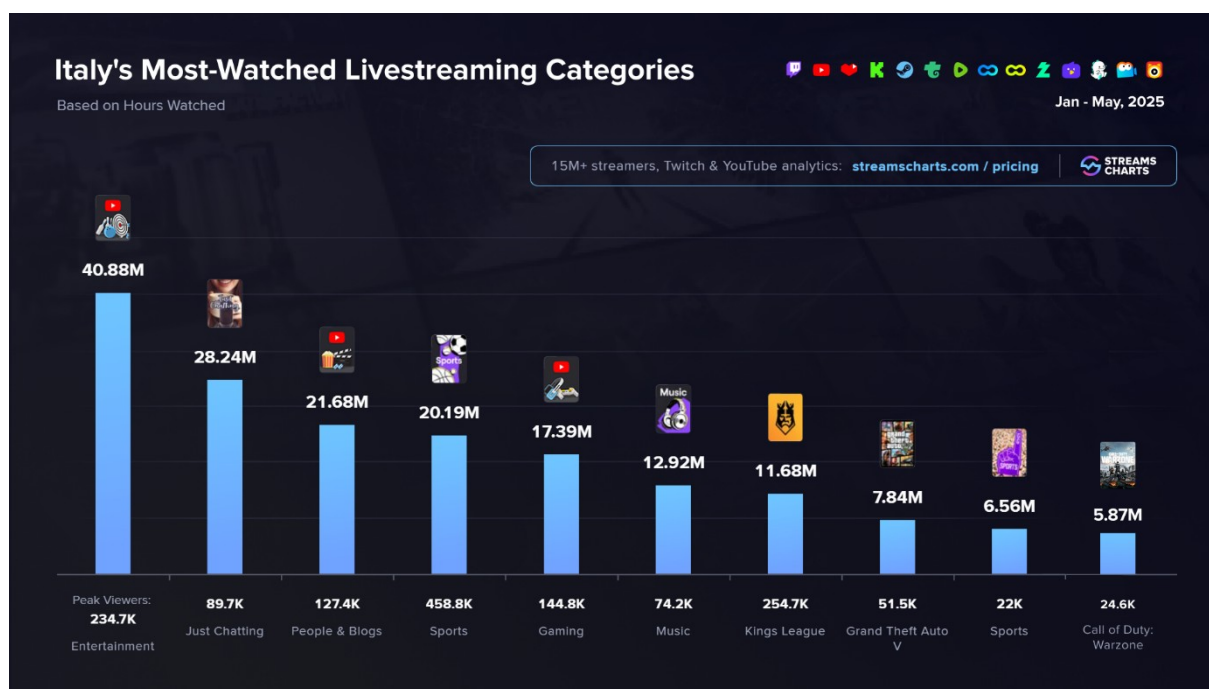 Italy's Most-Watched Livestreaming Categories
Based on Hours Watched
Jan - May, 2025
15M+ streamers, Twitch & YouTube analytics: streamscharts.com / pricing
STREAMS
CHARTS
40.88M
28.24M
21.68M
Sports
20.19M
17.39M
Music
12.92M
11.68M
grand
theft
auto
7.84M
SPORTS
6.56M
WARZONE
5.87M
Peak Viewers:
234.7K
Entertainment
89.7K
Just Chatting
127.4K
People & Blogs
458.8K
Sports
144.8K
Gaming
74.2K
Music
254.7K
Kings League
51.5K
Grand Theft Auto
V
22K
Sports
24.6K
Call of Duty:
Warzone